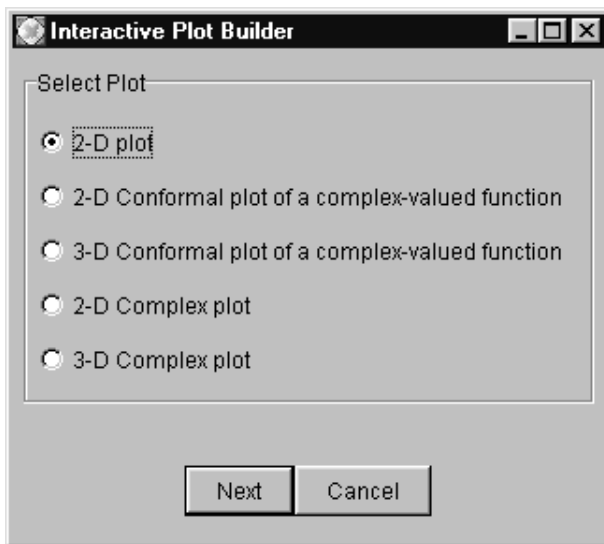 Interactive Plot Builder
Select Plot
2-D plot
2-D Conformal plot of a complex-valued function
3-D Conformal plot of a complex-valued function
2-D Complex plot
3-D Complex plot
Next Cancel